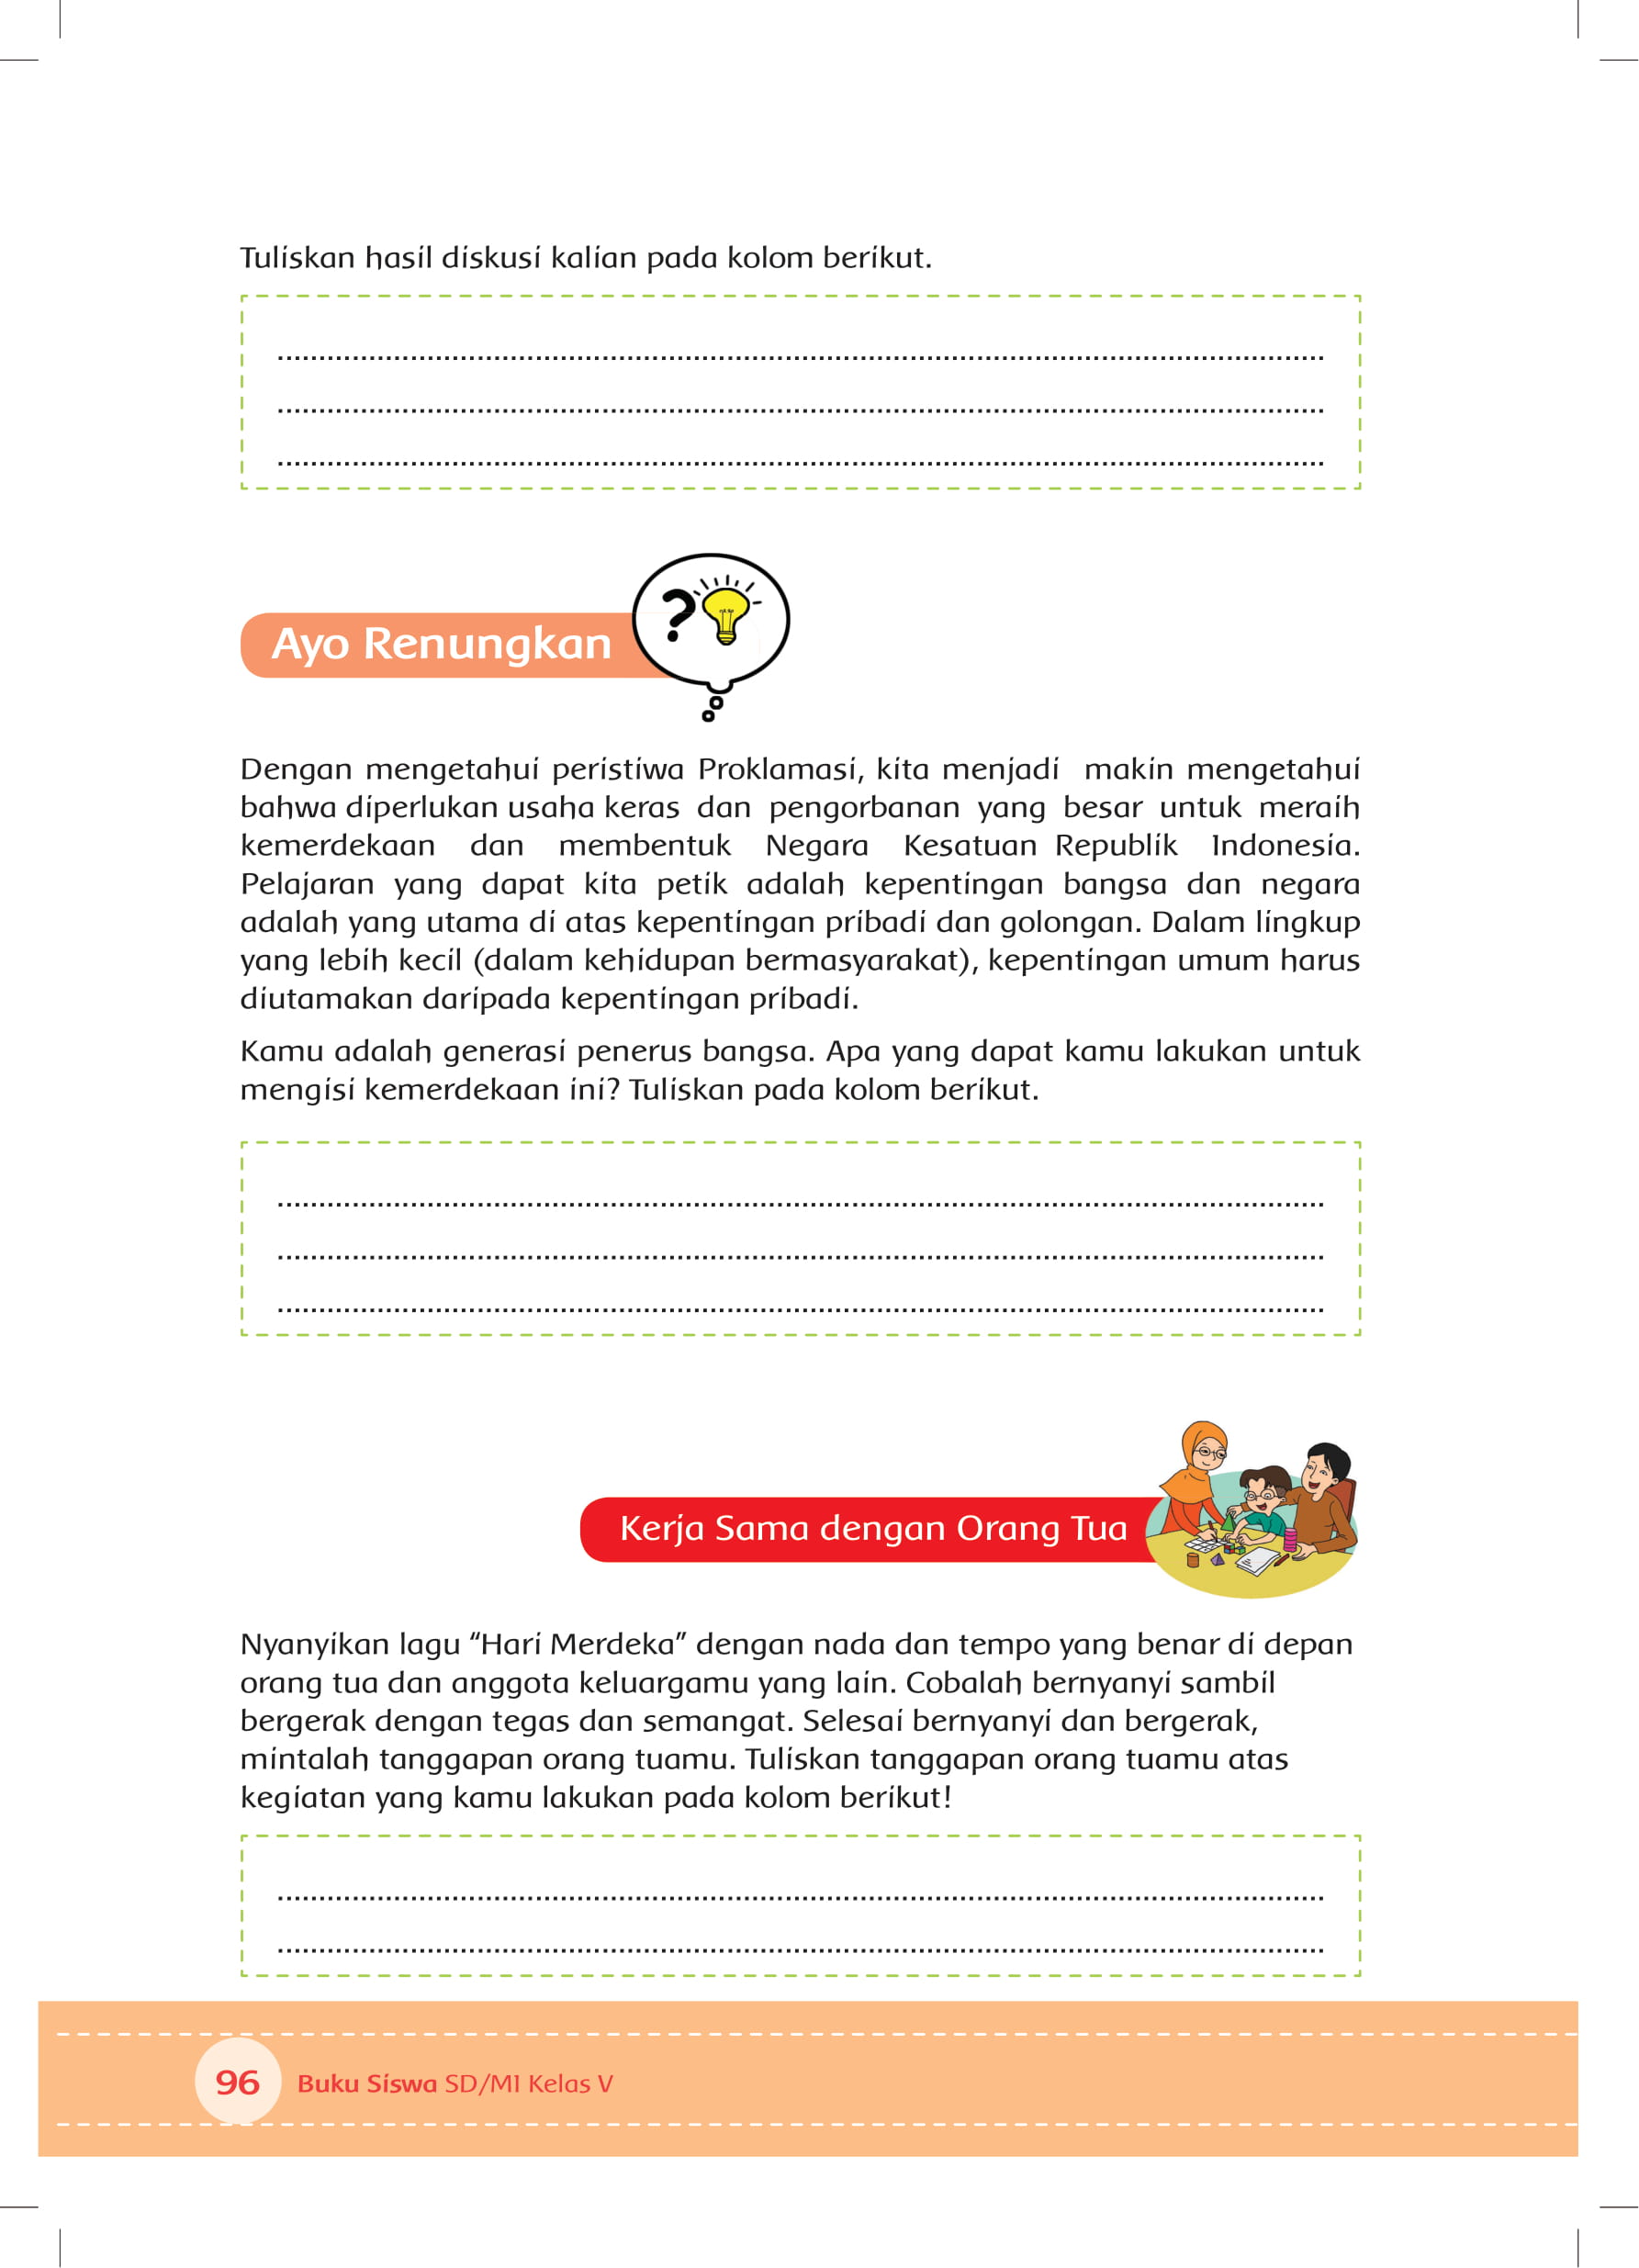 Tuliskan hasil diskusi kalian pada kolom berikut.
Ayo Renungkan
?
Dengan mengetahui peristiwa Proklamasi, kita menjadi makin mengetahui
bahwa diperlukan usaha keras dan pengorbanan yang besar untuk meraih
kemerdekaan dan membentuk Negara Kesatuan Republik Indonesia.
Pelajaran yang dapat kita petik adalah kepentingan bangsa dan negara
adalah yang utama di atas kepentingan pribadi dan golongan. Dalam lingkup
yang lebih kecil (dalam kehidupan bermasyarakat), kepentingan umum harus
diutamakan daripada kepentingan pribadi.
Kamu adalah generasi penerus bangsa. Apa yang dapat kamu lakukan untuk
mengisi kemerdekaan ini? Tuliskan pada kolom berikut.
Kerja Sama dengan Orang Tua
Nyanyikan lagu “Hari Merdeka” dengan nada dan tempo yang benar di depan
orang tua dan anggota keluargamu yang lain. Cobalah bernyanyi sambil
bergerak dengan tegas dan semangat. Selesai bernyanyi dan bergerak,
mintalah tanggapan orang tuamu. Tuliskan tanggapan orang tuamu atas
kegiatan yang kamu lakukan pada kolom berikut!
96 Buku Siswa SD/MI Kelas V